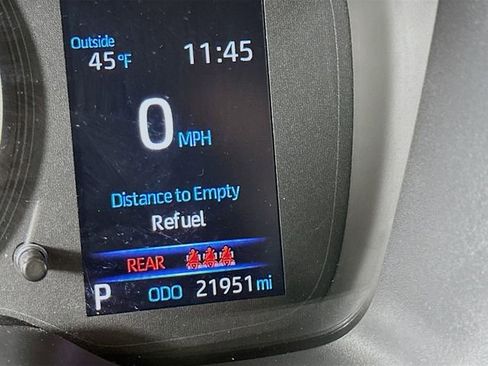 Outside
45°F 11:45
0 MPH
Distance to Empty
Refuel
REAR
P ODO 21951 mi